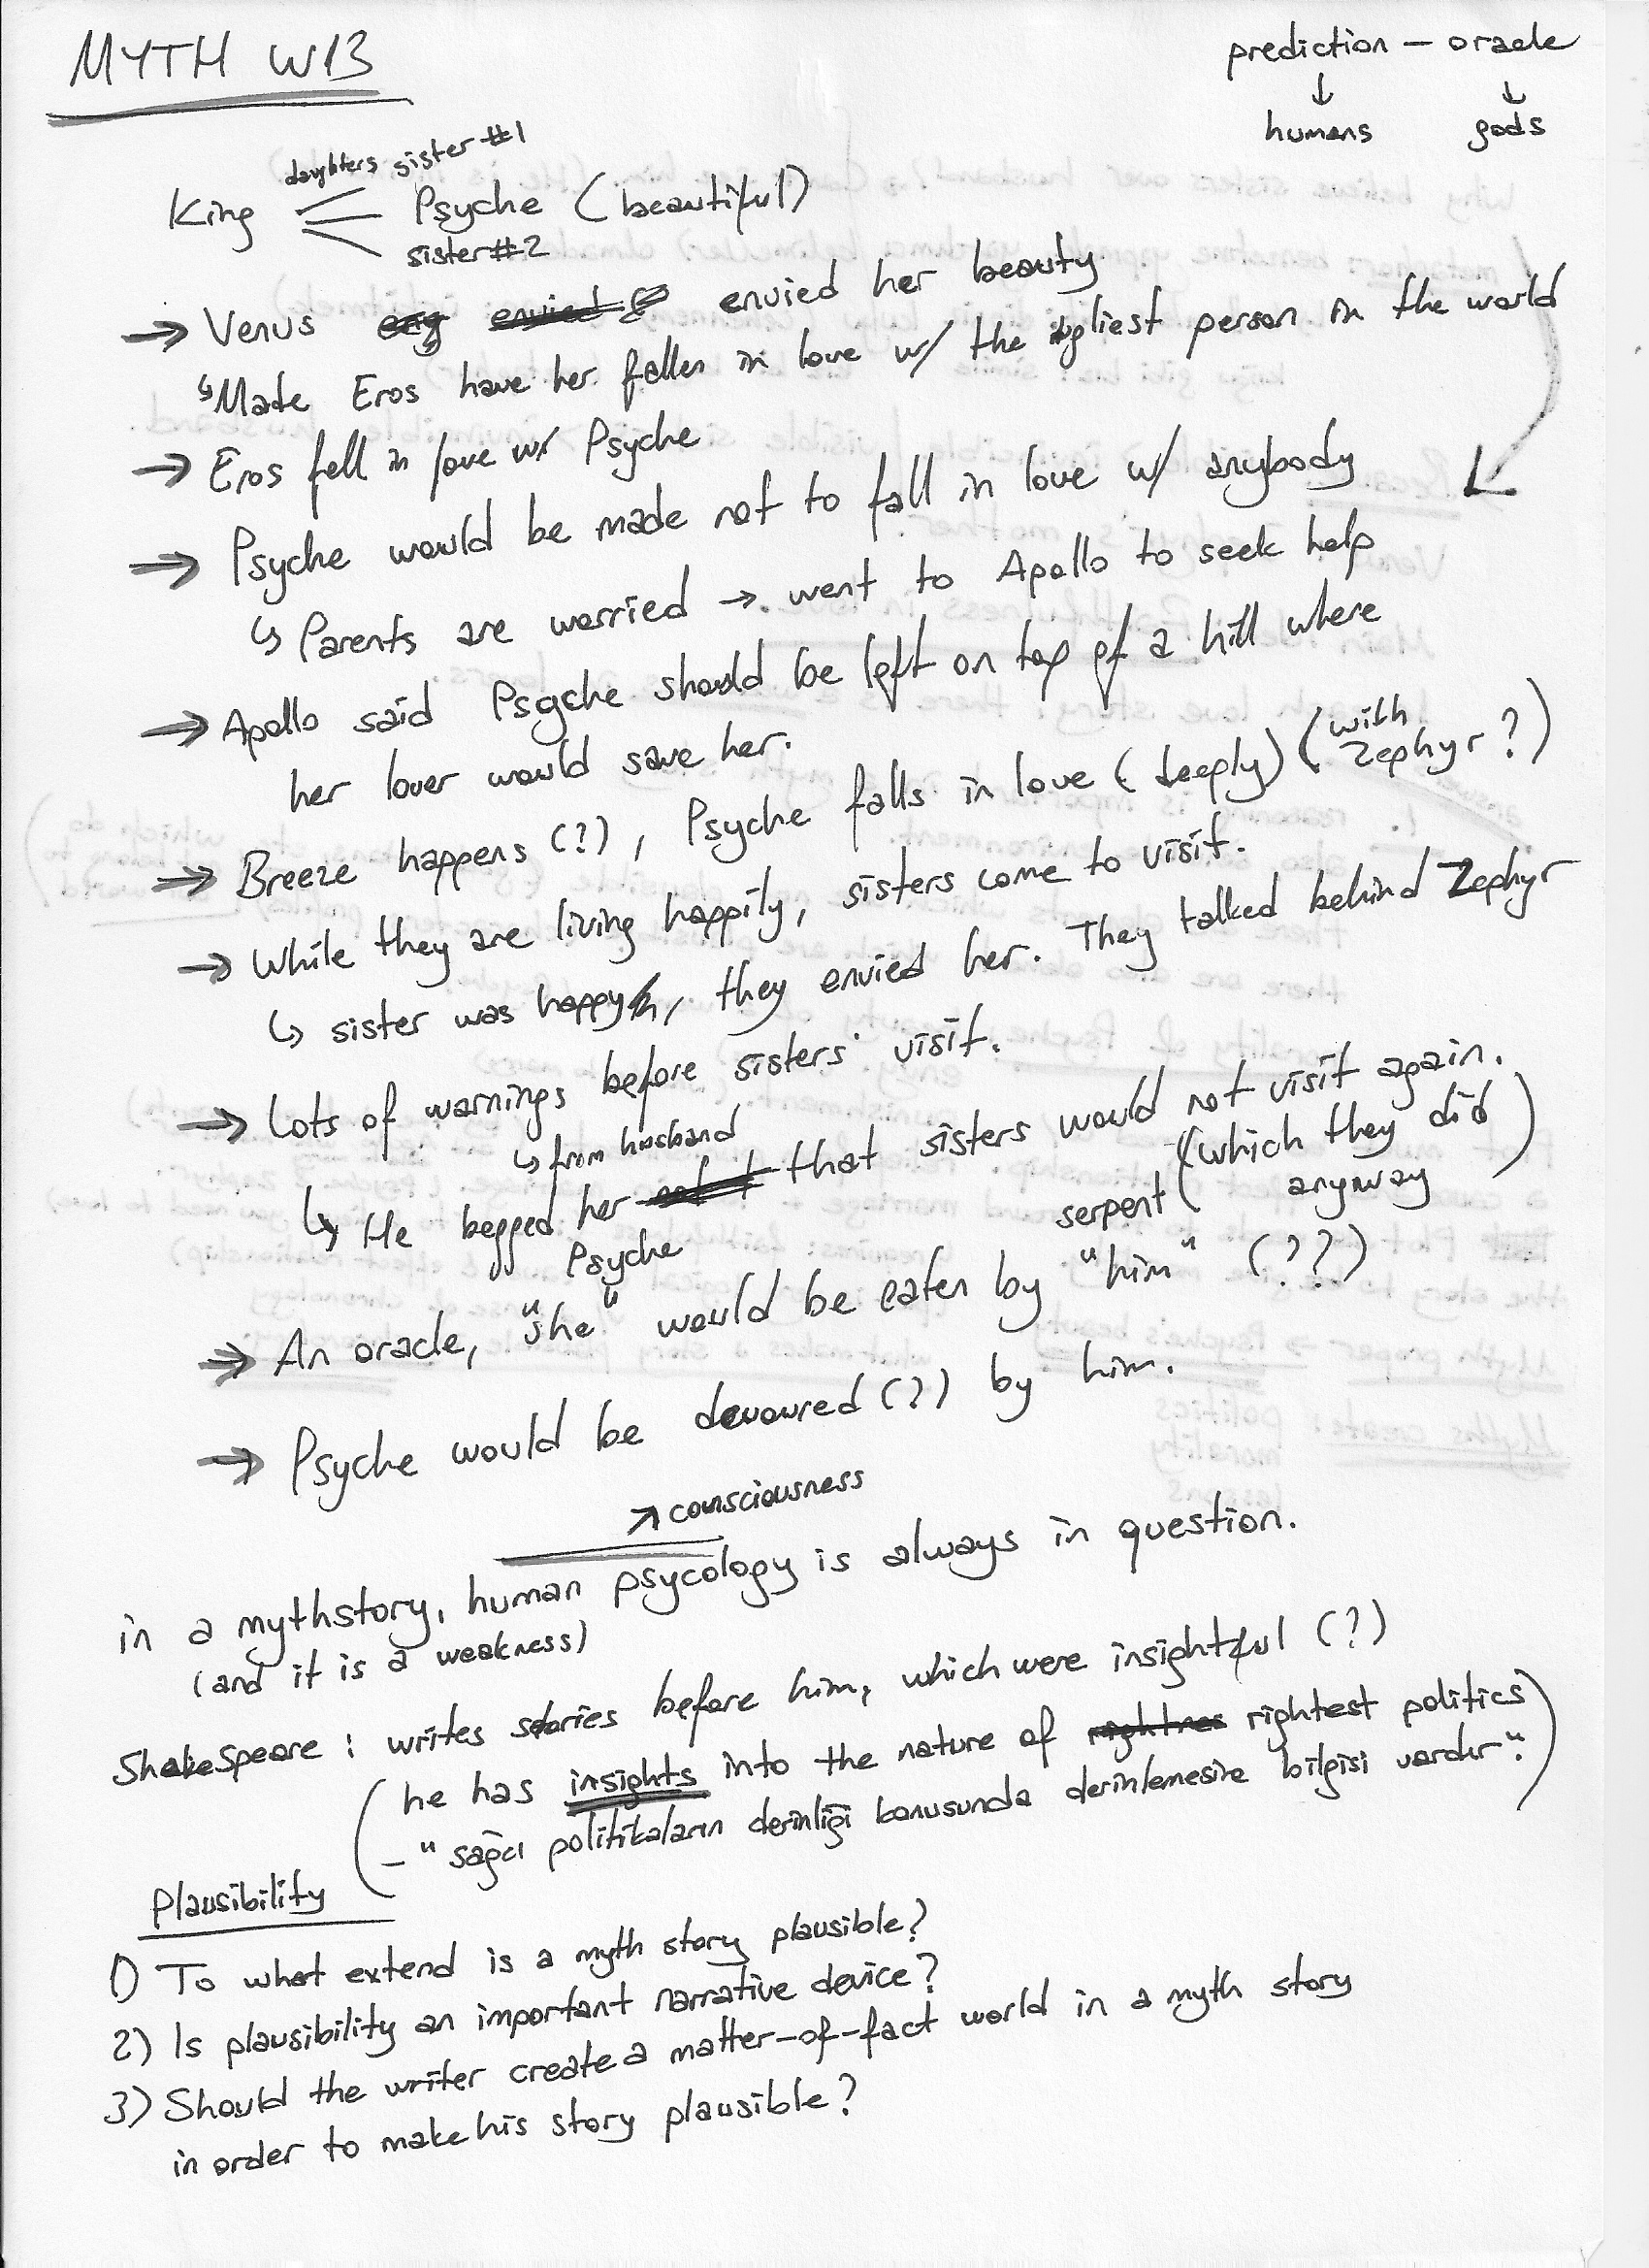 MYTH W13
prediction – oracle
↓ ↓
humans gods
daughters sister #1
King Psyche (beautiful)
sister #2
→ Venus envied her beauty
↳ Made Eros have her fallen in love w/ the ugliest person in the world
→ Eros fell in love w/ Psyche
→ Psyche would be made not to fall in love w/ anybody
↳ Parents are worried → went to Apollo to seek help
→ Apollo said Psyche should be left on top of a hill where
her lover would save her.
→ Breeze happens (?), Psyche falls in love (deeply) (with Zephyr?)
→ While they are living happily, sisters come to visit.
↳ sister was happy, they envied her. They talked behind Zephyr
→ Lots of warnings before sisters' visit.
↳ from husband
↳ He begged her that sisters would not visit again.
(which they did anyway)
Psyche serpent
→ An oracle, "she" would be eaten by "him" (??)
→ Psyche would be devoured (?) by him.
↗ consciousness
in a mythstory, human psycology is always in question.
(and it is a weakness)
Shakespeare : writes stories before him, which were insightful (?)
(he has insights into the nature of rightest politics
– "sağcı politikaların derinliği konusunda derinlemesine bilgisi vardır".)
Plausibility
1) To what extend is a myth story plausible?
2) Is plausibility an important narrative device?
3) Should the writer create a matter-of-fact world in a myth story
in order to make his story plausible?